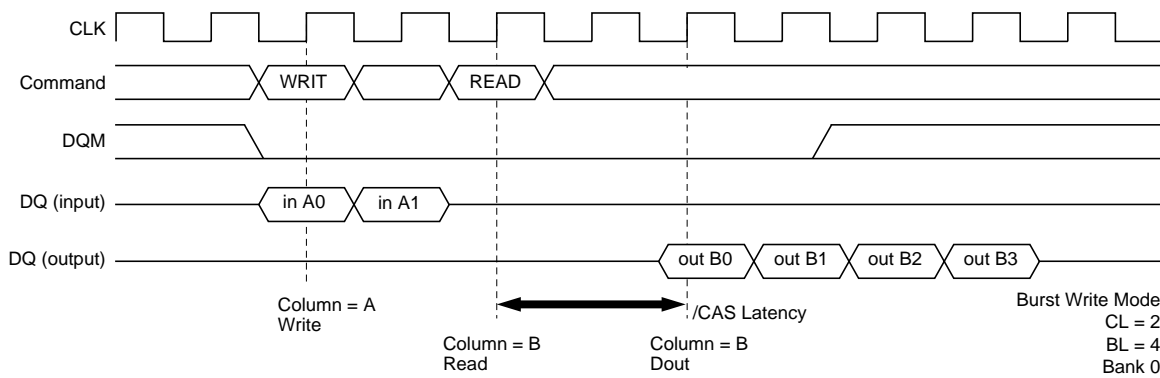 CLK
Command
WRIT
READ
DQM
DQ (input)
in A0
in A1
DQ (output)
out B0
out B1
out B2
out B3
Column = A
Write
/CAS Latency
Column = B
Read
Column = B
Dout
Burst Write Mode
CL = 2
BL = 4
Bank 0